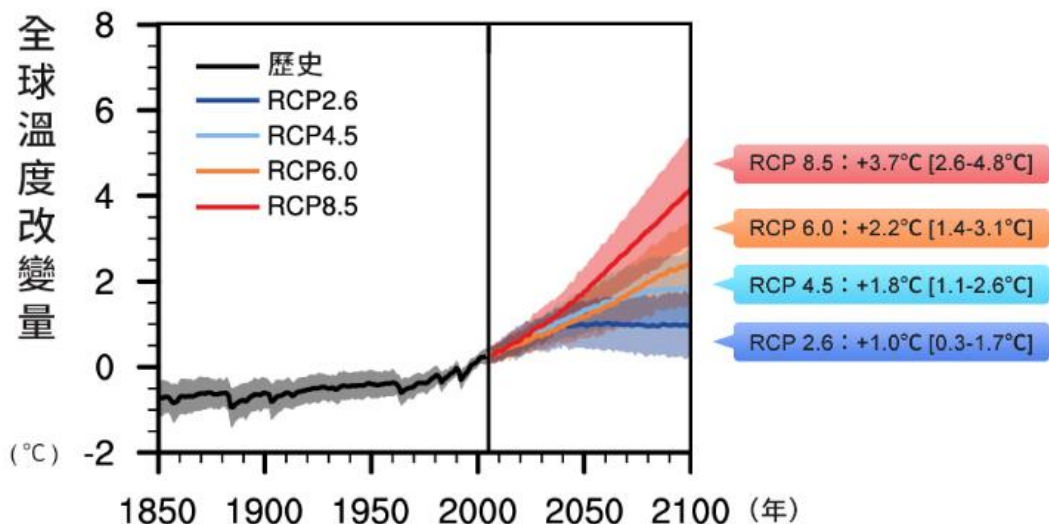 全球溫度改變量
(℃)
8
6
4
2
0
-2
歷史
RCP2.6
RCP4.5
RCP6.0
RCP8.5
1850 1900 1950 2000 2050 2100 (年)
RCP 8.5：+3.7℃ [2.6-4.8℃]
RCP 6.0：+2.2℃ [1.4-3.1℃]
RCP 4.5：+1.8℃ [1.1-2.6℃]
RCP 2.6：+1.0℃ [0.3-1.7℃]